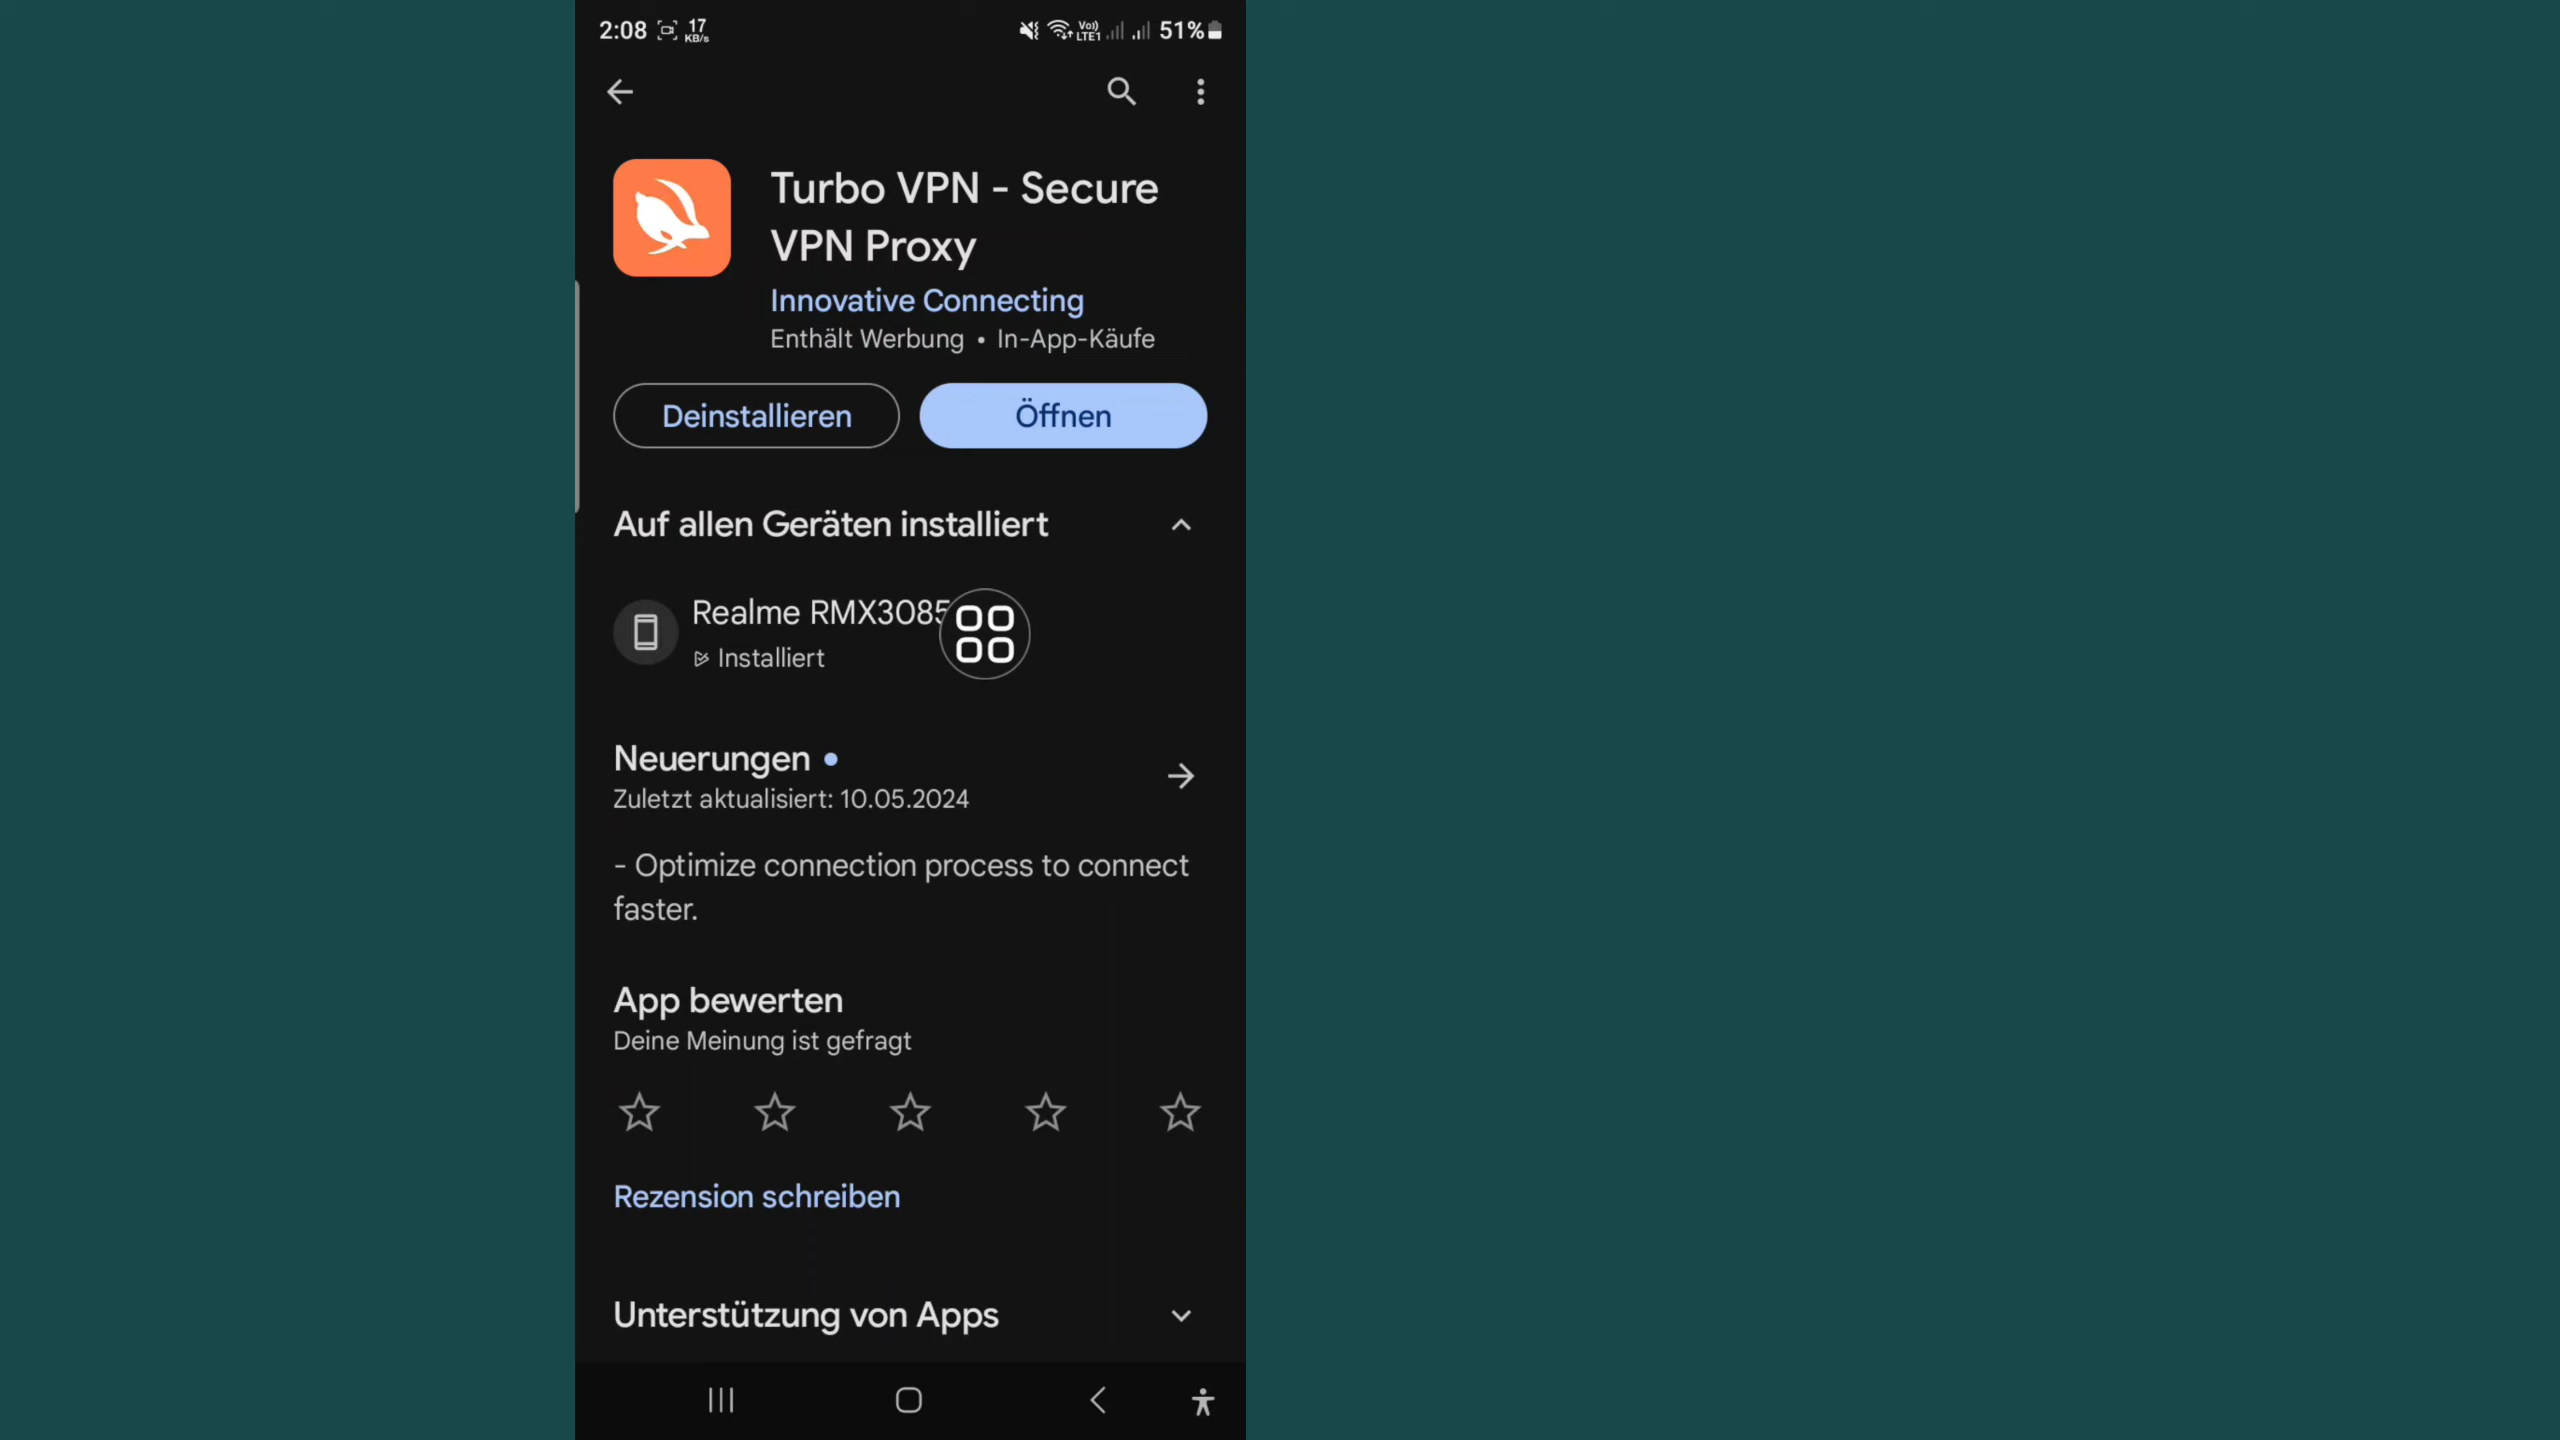 2:08 17 KB/s Vo) LTE1 51%
Turbo VPN - Secure
VPN Proxy
Innovative Connecting
Enthält Werbung • In-App-Käufe
Deinstallieren
Öffnen
Auf allen Geräten installiert
Realme RMX3085
Installiert
Neuerungen
Zuletzt aktualisiert: 10.05.2024
- Optimize connection process to connect
faster.
App bewerten
Deine Meinung ist gefragt
Rezension schreiben
Unterstützung von Apps